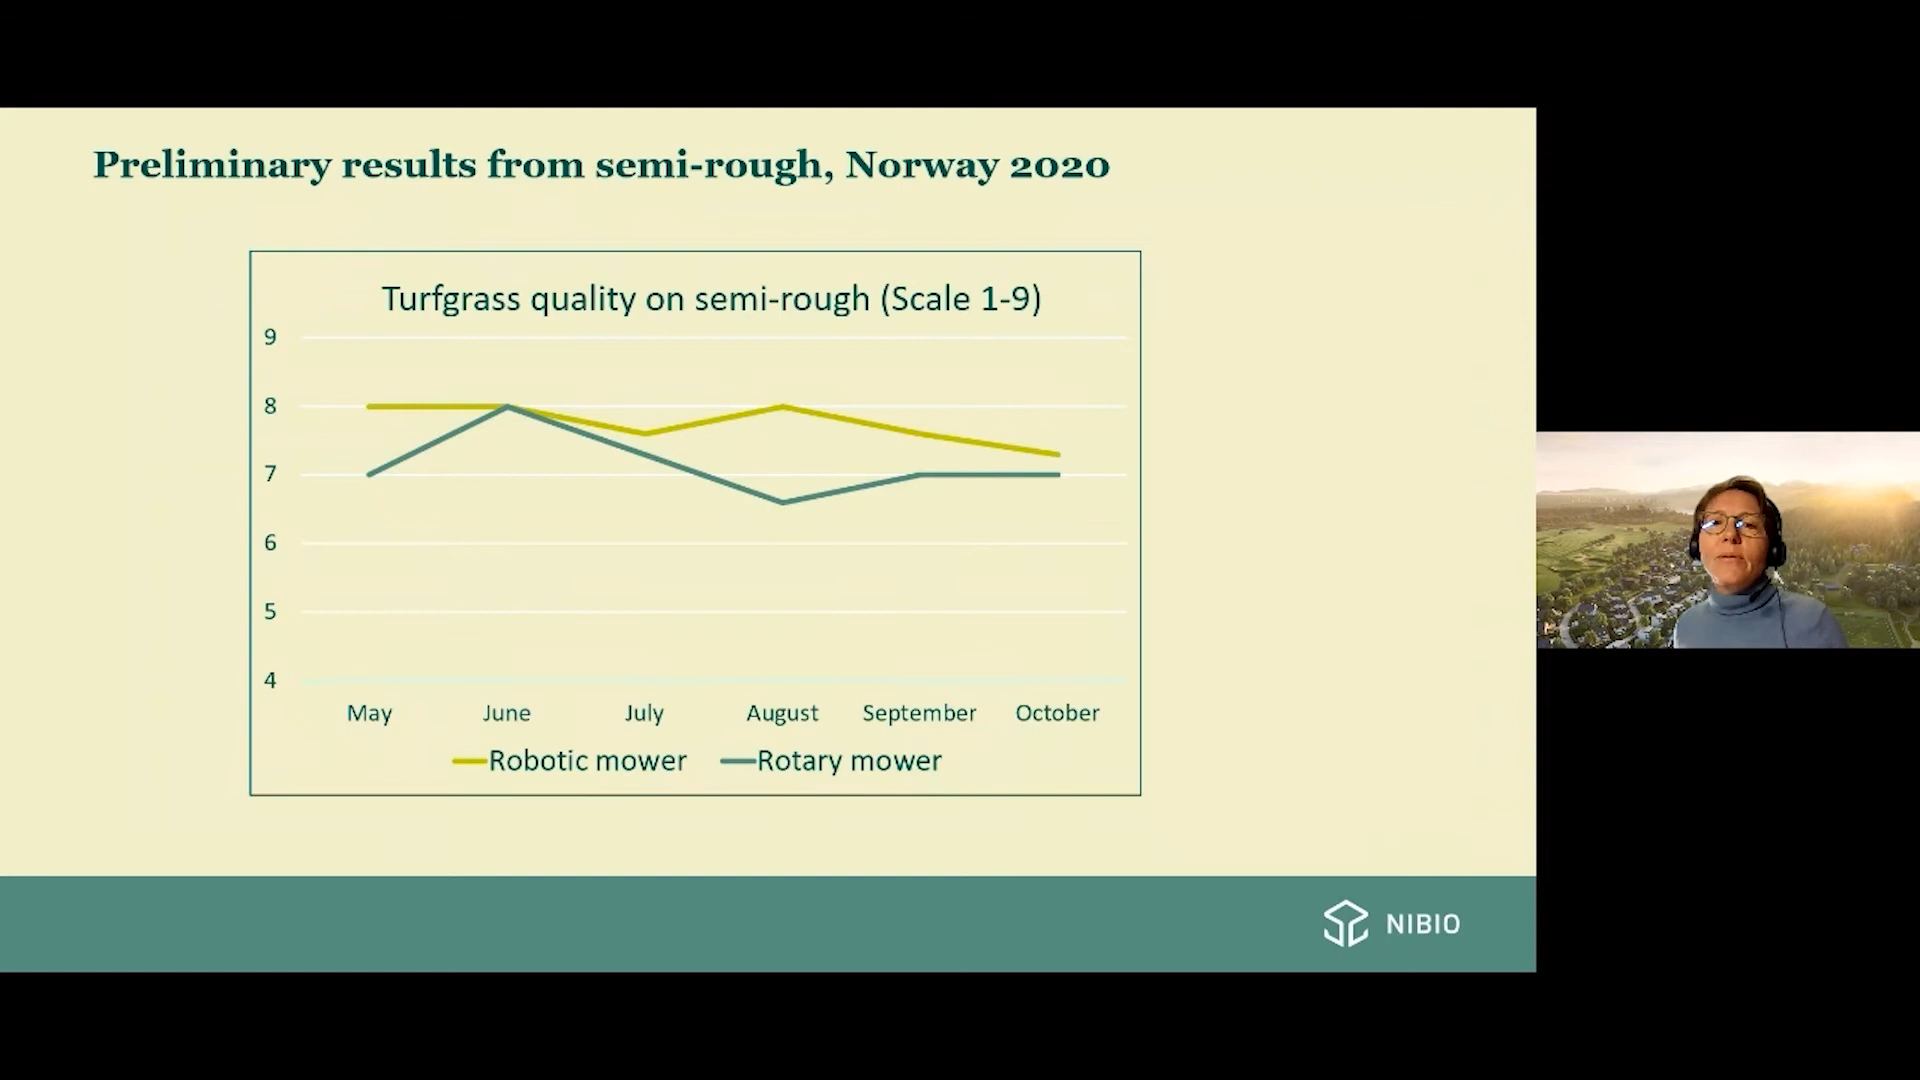 Preliminary results from semi-rough, Norway 2020
Turfgrass quality on semi-rough (Scale 1-9)
9
8
7
6
5
4
May June July August September October
Robotic mower Rotary mower
NIBIO